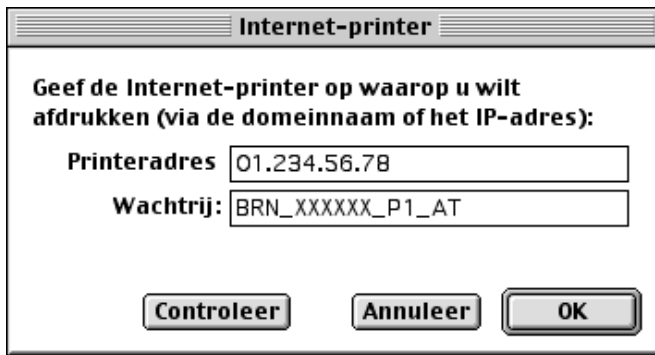 Internet-printer
Geef de Internet-printer op waarop u wilt
afdrukken (via de domeinnaam of het IP-adres):
Printeradres 01.234.56.78
Wachtrij: BRN_XXXXXX_P1_AT
Controleer Annuleer OK